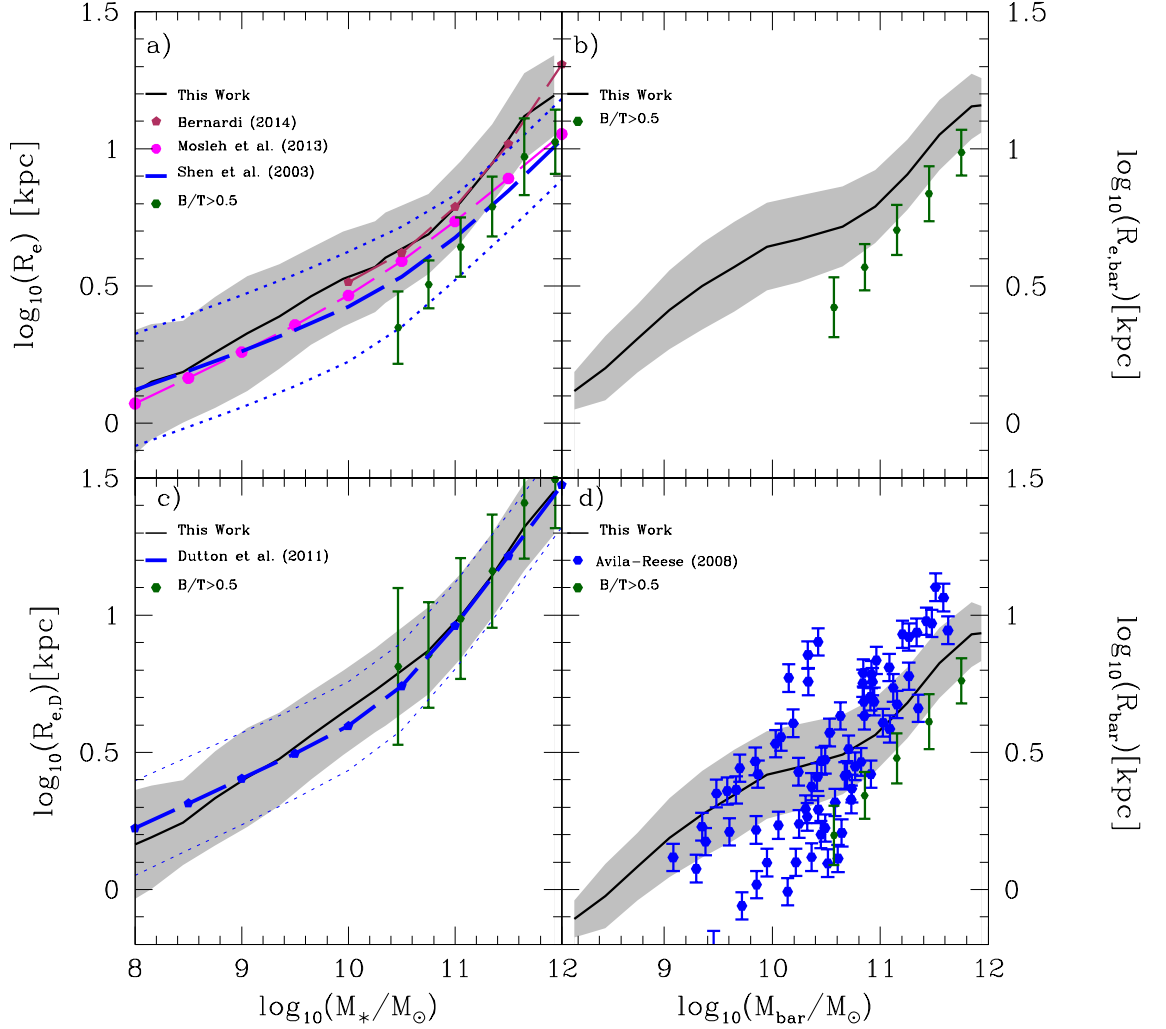 1.5
1.5
a)
b)
This Work
Bernardi (2014)
Mosleh et al. (2013)
Shen et al. (2003)
B/T>0.5
This Work
B/T>0.5
1
1
0.5
0.5
0
0
log10(Re) [kpc]
log10(Re,bar)[kpc]
1.5
1.5
c)
d)
This Work
Dutton et al. (2011)
B/T>0.5
This Work
Avila-Reese (2008)
B/T>0.5
1
1
0.5
0.5
0
0
log10(Re,D)[kpc]
log10(Rbar)[kpc]
8 9 10 11 12 9 10 11 12
log10(M*/M⊙)
log10(Mbar/M⊙)